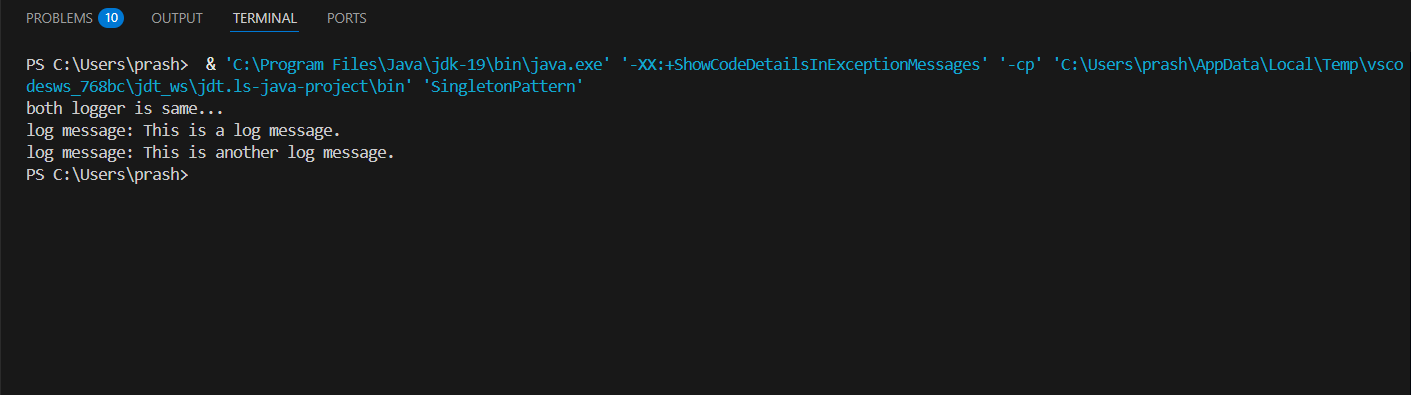 PROBLEMS 10 OUTPUT TERMINAL PORTS
PS C:\Users\prash>  & 'C:\Program Files\Java\jdk-19\bin\java.exe' '-XX:+ShowCodeDetailsInExceptionMessages' '-cp' 'C:\Users\prash\AppData\Local\Temp\vsco
desws_768bc\jdt_ws\jdt.ls-java-project\bin' 'SingletonPattern'
both logger is same...
log message: This is a log message.
log message: This is another log message.
PS C:\Users\prash>